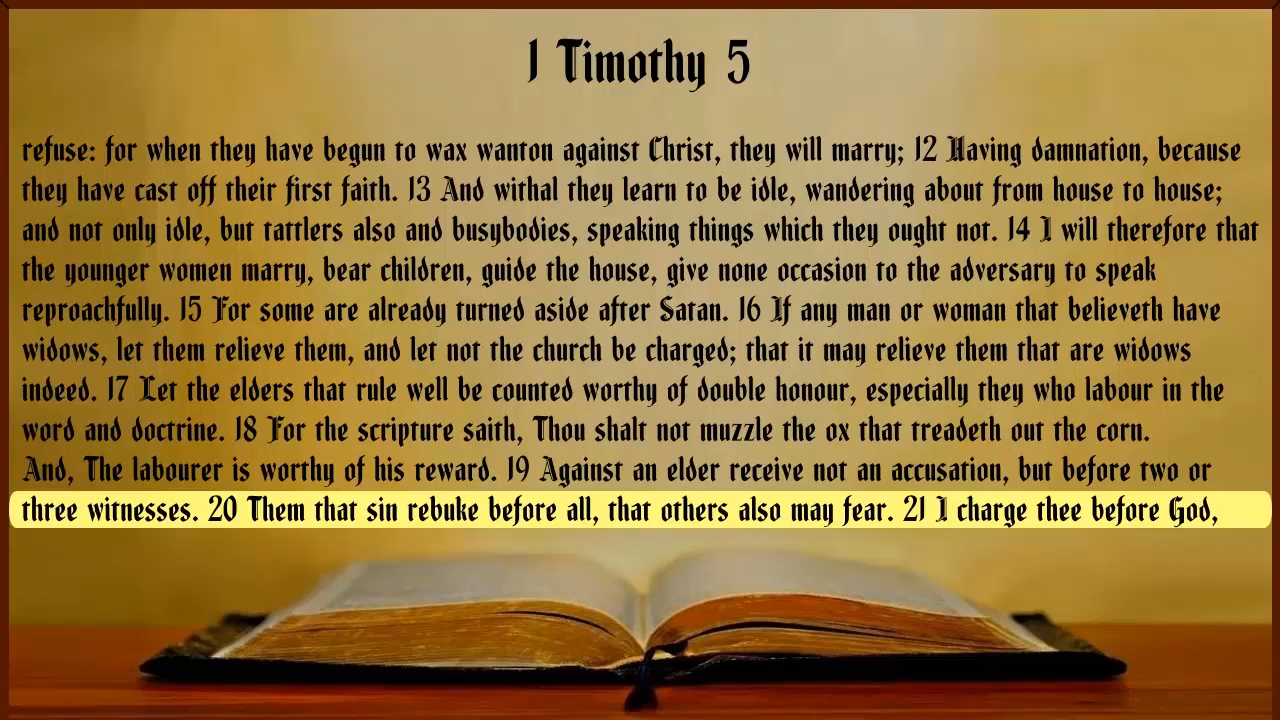 1 Timothy 5
refuse: for when they have begun to wax wanton against Christ, they will marry; 12 Having damnation, because
they have cast off their first faith. 13 And withal they learn to be idle, wandering about from house to house;
and not only idle, but tattlers also and busybodies, speaking things which they ought not. 14 I will therefore that
the younger women marry, bear children, guide the house, give none occasion to the adversary to speak
reproachfully. 15 For some are already turned aside after Satan. 16 If any man or woman that believeth have
widows, let them relieve them, and let not the church be charged; that it may relieve them that are widows
indeed. 17 Let the elders that rule well be counted worthy of double honour, especially they who labour in the
word and doctrine. 18 For the scripture saith, Thou shalt not muzzle the ox that treadeth out the corn.
And, The labourer is worthy of his reward. 19 Against an elder receive not an accusation, but before two or
three witnesses. 20 Them that sin rebuke before all, that others also may fear. 21 I charge thee before God,